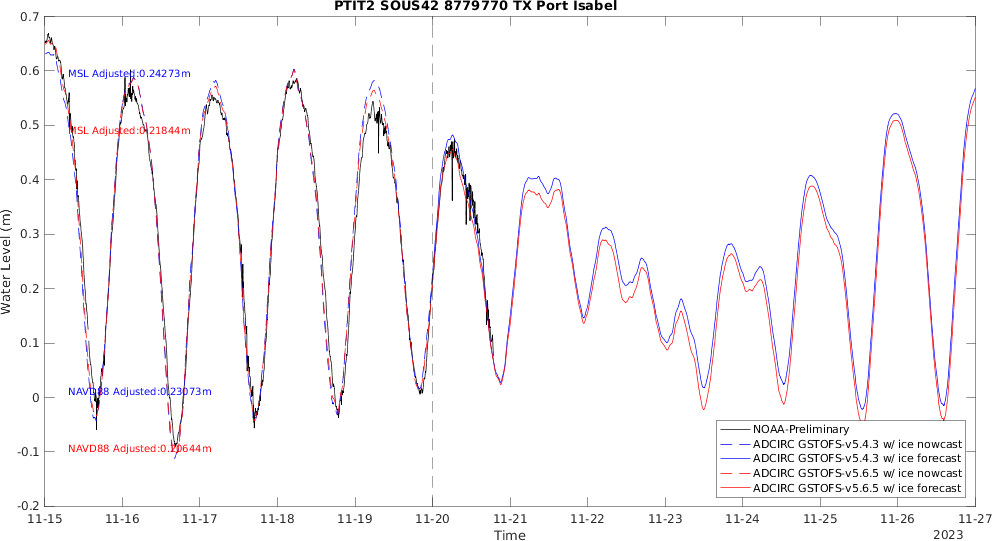 PTIT2 SOUS42 8779770 TX Port Isabel
Water Level (m)
0.7
0.6
0.5
0.4
0.3
0.2
0.1
0
-0.1
-0.2
MSL Adjusted:0.24273m
MSL Adjusted:0.21844m
NAVD88 Adjusted:0.23073m
NAVD88 Adjusted:0.20644m
NOAA-Preliminary
ADCIRC GSTOFS-v5.4.3 w/ ice nowcast
ADCIRC GSTOFS-v5.4.3 w/ ice forecast
ADCIRC GSTOFS-v5.6.5 w/ ice nowcast
ADCIRC GSTOFS-v5.6.5 w/ ice forecast
11-15 11-16 11-17 11-18 11-19 11-20 11-21 11-22 11-23 11-24 11-25 11-26 11-27
Time
2023